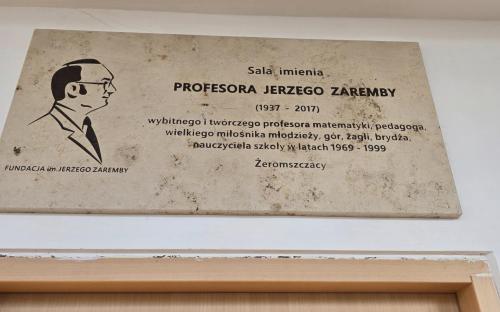 Sala imienia
PROFESORA JERZEGO ZAREMBY
(1937 - 2017)
wybitnego i twórczego profesora matematyki, pedagoga,
wielkiego miłośnika młodzieży, gór, żagli, brydża,
nauczyciela szkoły w latach 1969 - 1999
Żeromszczacy
FUNDACJA im. JERZEGO ZAREMBY